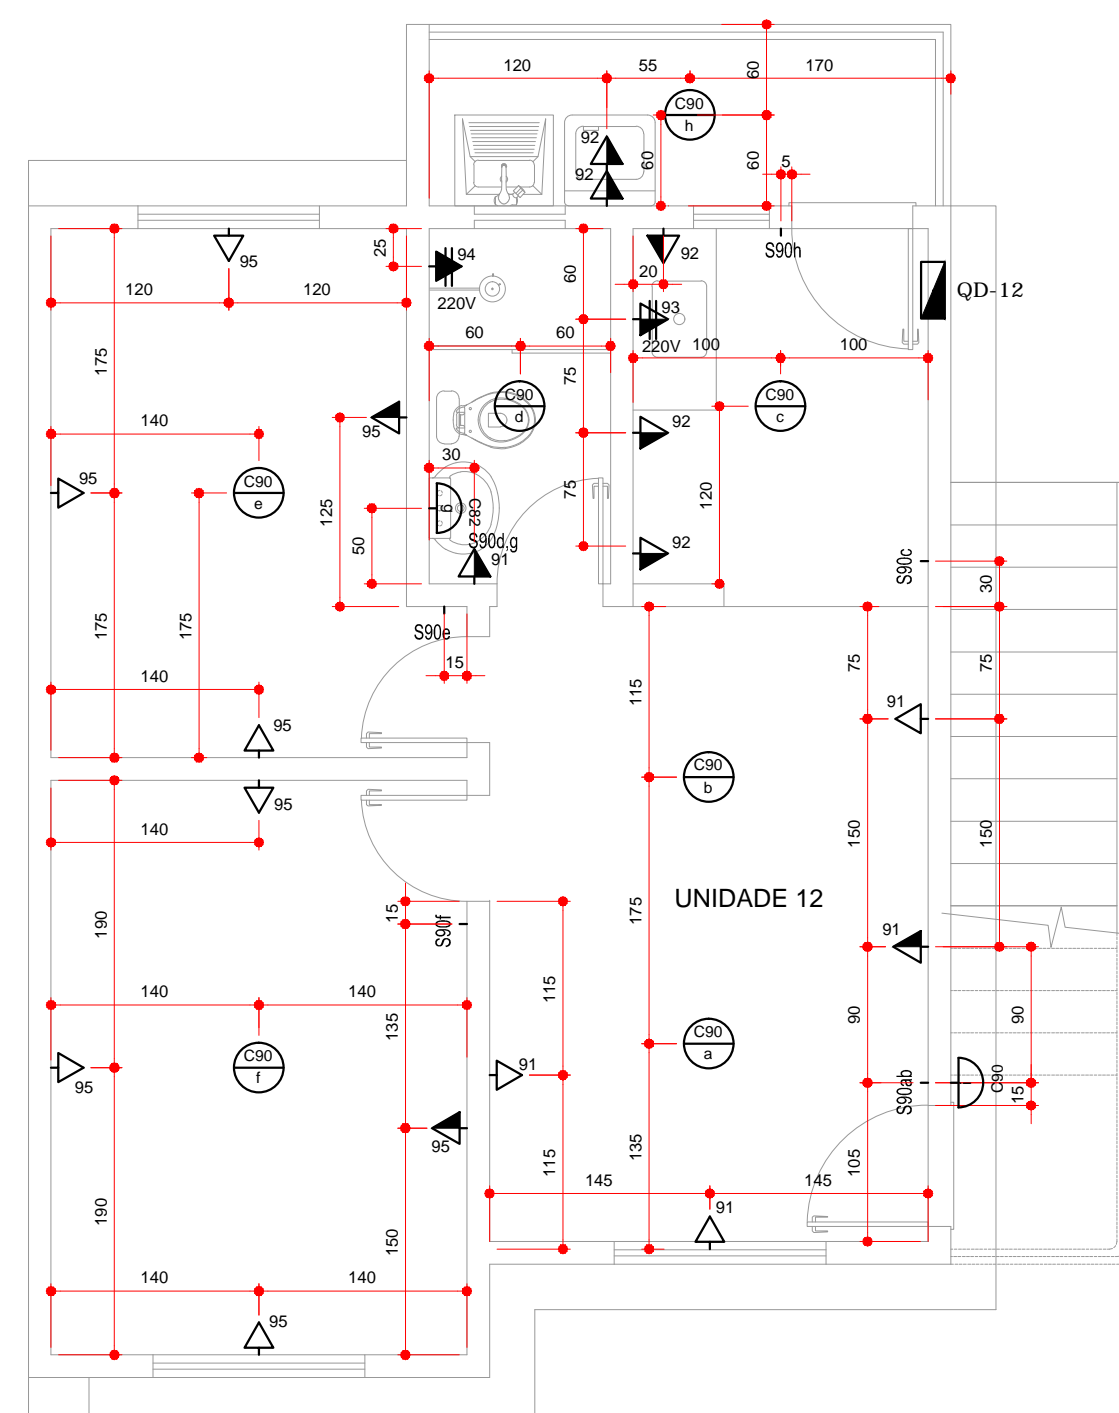 120 55 60 170
C90
h
92
92
60 60 5
S90h
25
94
220V
60
92
20
93
220V
QD-12
95
120 120
175
60 60
75
100 100
C90
d
C90
c
140
95
92
30
95
C90
e
125
50
g
C82
S90d,g
91
75
120
92
S90c
30
175
175
S90e
15
115
75
75
140
95
91
C90
b
95
140
150
150
UNIDADE 12
190
15
S90f
175
91
115
140 140
135
90
90
C90
a
C90
f
95
91
S90ab
C90
15
95
135
115
105
190
150
145 145
91
140 140
95